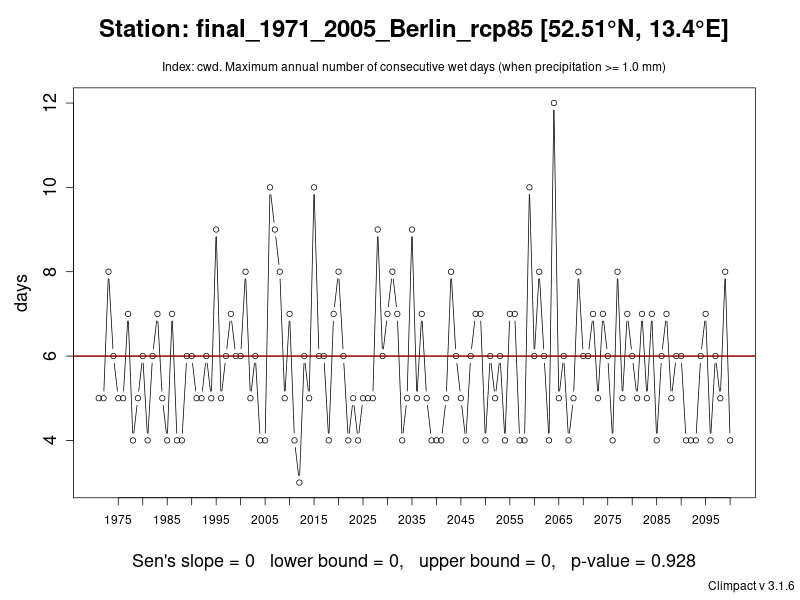 Station: final_1971_2005_Berlin_rcp85 [52.51°N, 13.4°E]
Index: cwd. Maximum annual number of consecutive wet days (when precipitation >= 1.0 mm)
12
10
8
6
4
days
1975 1985 1995 2005 2015 2025 2035 2045 2055 2065 2075 2085 2095
Sen's slope = 0 lower bound = 0, upper bound = 0, p-value = 0.928
Climpact v 3.1.6